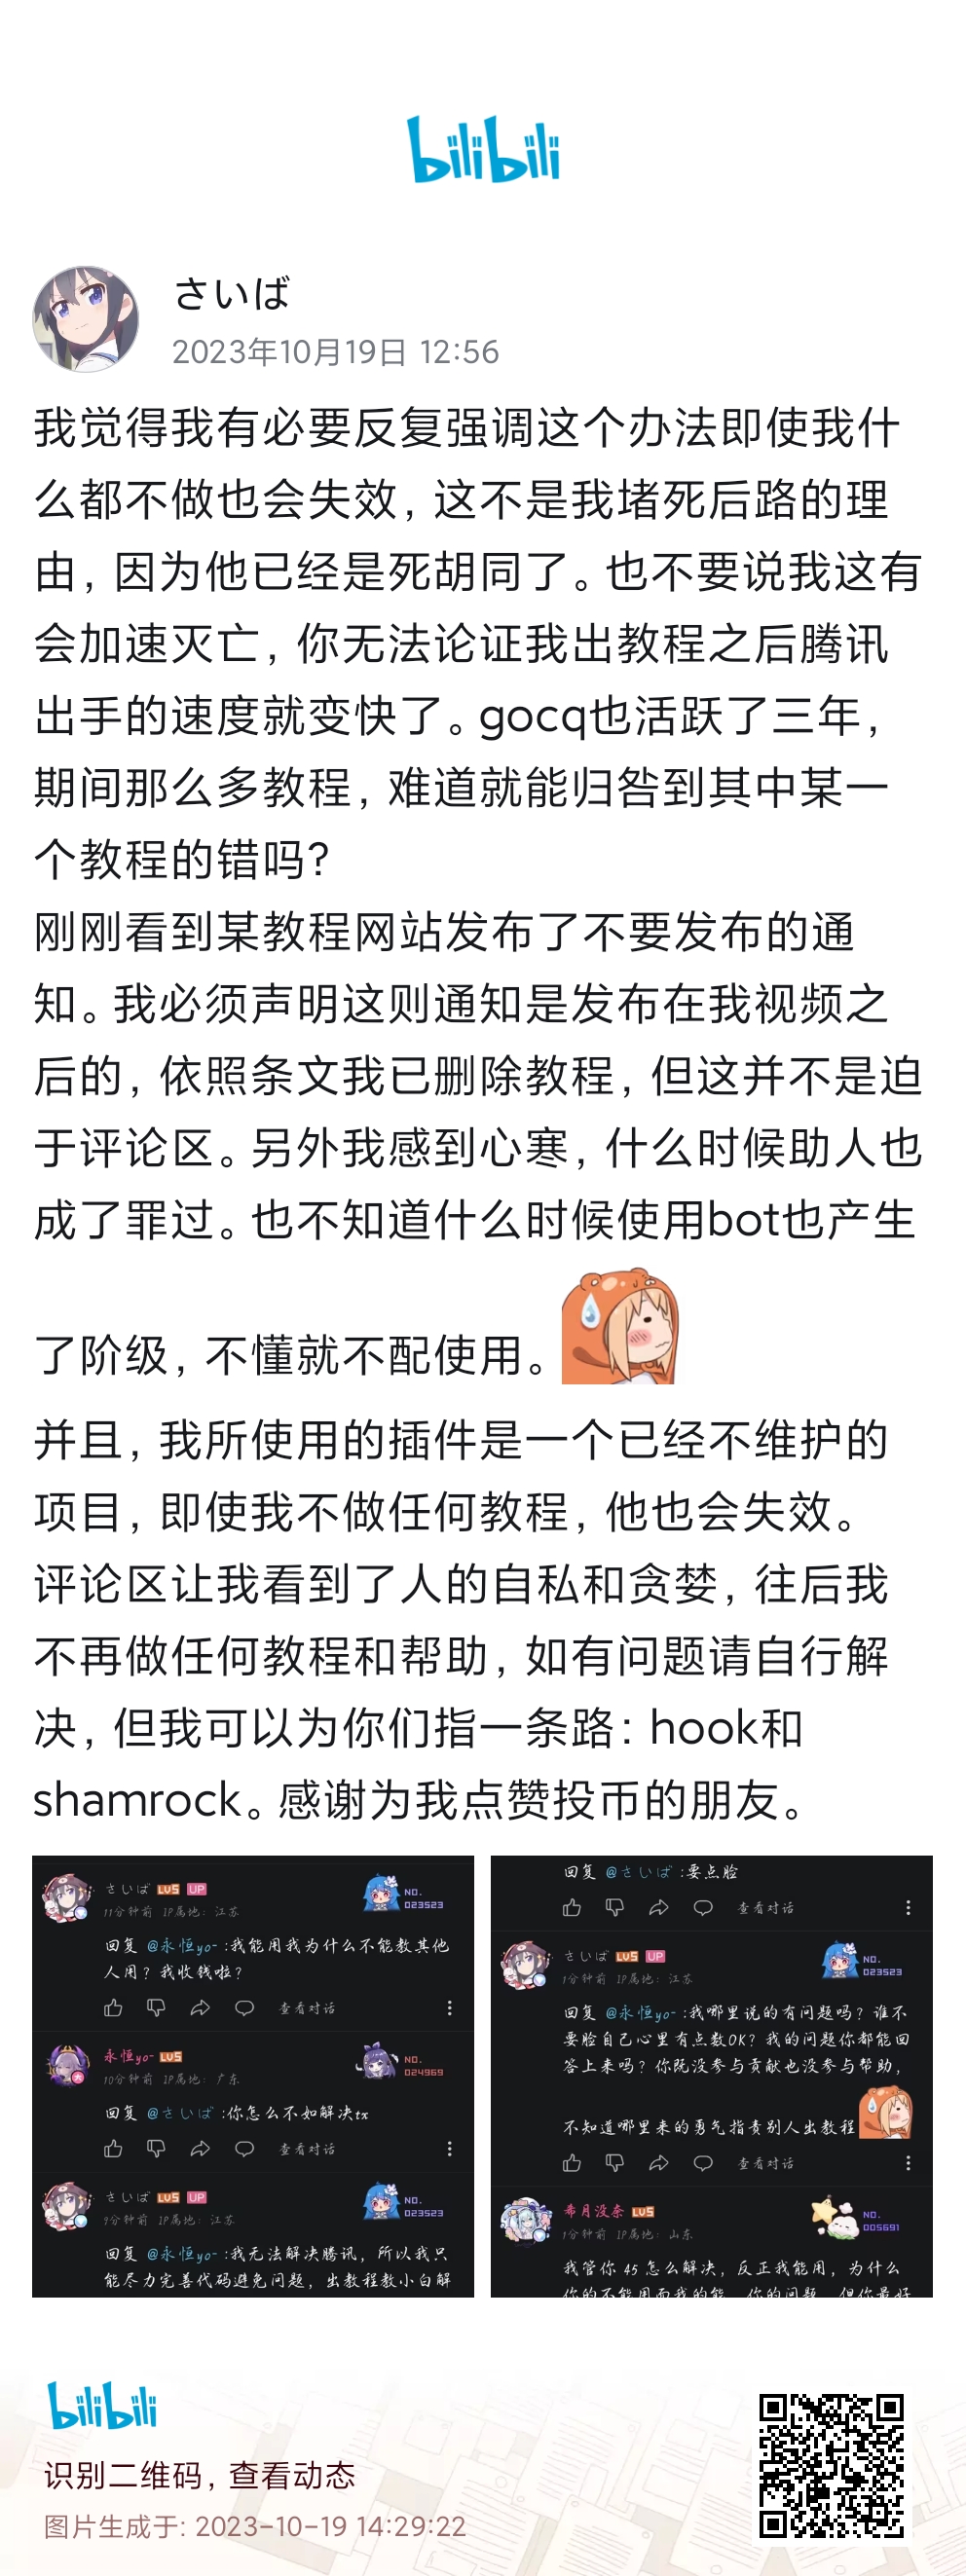 bilibili
さいば
2023年10月19日 12:56
我觉得我有必要反复强调这个办法即使我什
么都不做也会失效，这不是我堵死后路的理
由，因为他已经是死胡同了。也不要说我这有
会加速灭亡，你无法论证我出教程之后腾讯
出手的速度就变快了。gocq也活跃了三年，
期间那么多教程，难道就能归咎到其中某一
个教程的错吗？
刚刚看到某教程网站发布了不要发布的通
知。我必须声明这则通知是发布在我视频之
后的，依照条文我已删除教程，但这并不是迫
于评论区。另外我感到心寒，什么时候助人也
成了罪过。也不知道什么时候使用bot也产生
了阶级，不懂就不配使用。
并且，我所使用的插件是一个已经不维护的
项目，即使我不做任何教程，他也会失效。
评论区让我看到了人的自私和贪婪，往后我
不再做任何教程和帮助，如有问题请自行解
决，但我可以为你们指一条路：hook和
shamrock。感谢为我点赞投币的朋友。
さいば LV5 UP
NO.
023523
11分钟前 IP属地：江苏
回复 @永恒yo- :我能用我为什么不能教其他
人用？我收钱啦？
查看对话
永恒yo- LV5
NO.
024969
10分钟前 IP属地：广东
回复 @さいば :你怎么不如解决tx
查看对话
さいば LV5 UP
NO.
023523
9分钟前 IP属地：江苏
回复 @永恒yo- :我无法解决腾讯，所以我只
能尽力完善代码避免问题，出教程教小白解
回复 @さいば :要点脸
查看对话
さいば LV5 UP
NO.
023523
1分钟前 IP属地：江苏
回复 @永恒yo- :我哪里说的有问题吗？谁不
要脸自己心里有点数OK？我的问题你都能回
答上来吗？你既没参与贡献也没参与帮助，
不知道哪里来的勇气指责别人出教程
查看对话
希月没奈 LV5
NO.
005691
1分钟前 IP属地：山东
我管你 45 怎么解决，反正我能用，为什么
你的不能用而我的能，你的问题，但你最好
bilibili
识别二维码，查看动态
图片生成于: 2023-10-19 14:29:22